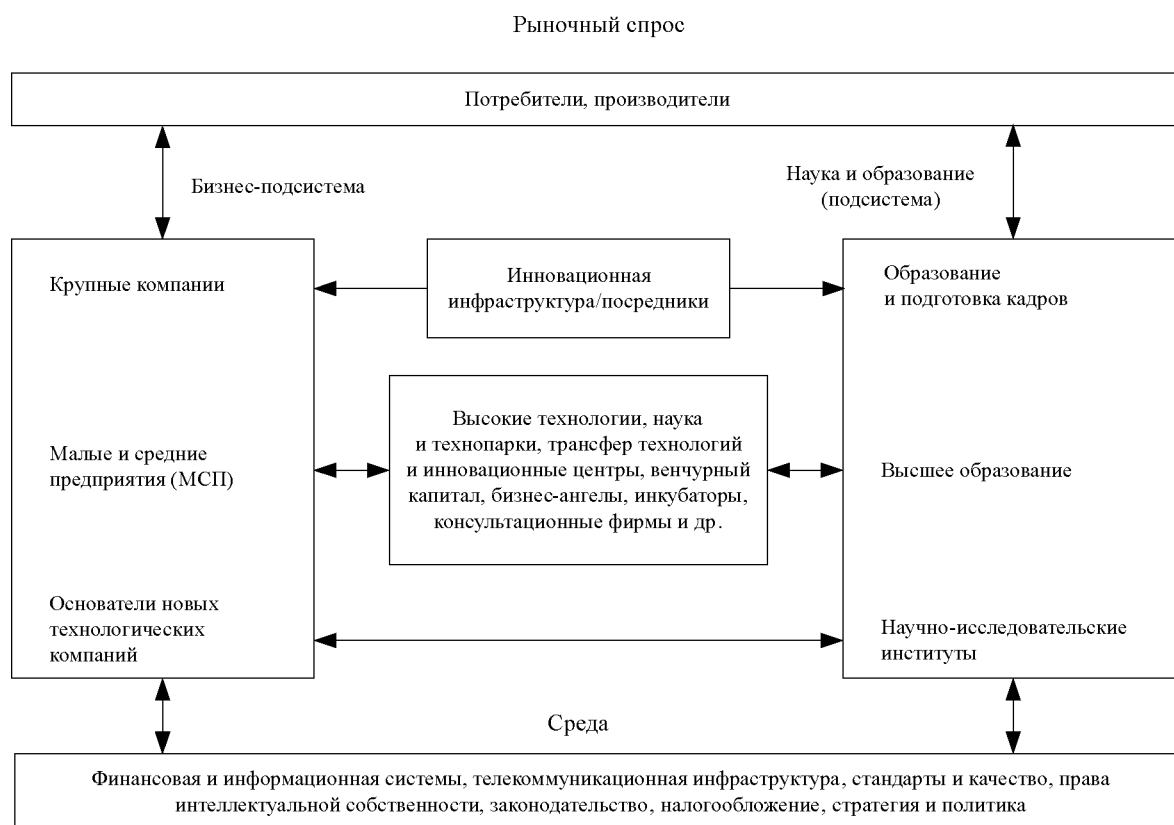 Рыночный спрос
Потребители, производители
Бизнес-подсистема
Наука и образование
(подсистема)
Крупные компании
Инновационная
инфраструктура/посредники
Образование
и подготовка кадров
Малые и средние
предприятия (МСП)
Высокие технологии, наука
и технопарки, трансфер технологий
и инновационные центры, венчурный
капитал, бизнес-ангелы, инкубаторы,
консультационные фирмы и др.
Высшее образование
Основатели новых
технологических
компаний
Научно-исследовательские
институты
Среда
Финансовая и информационная системы, телекоммуникационная инфраструктура, стандарты и качество, права
интеллектуальной собственности, законодательство, налогообложение, стратегия и политика